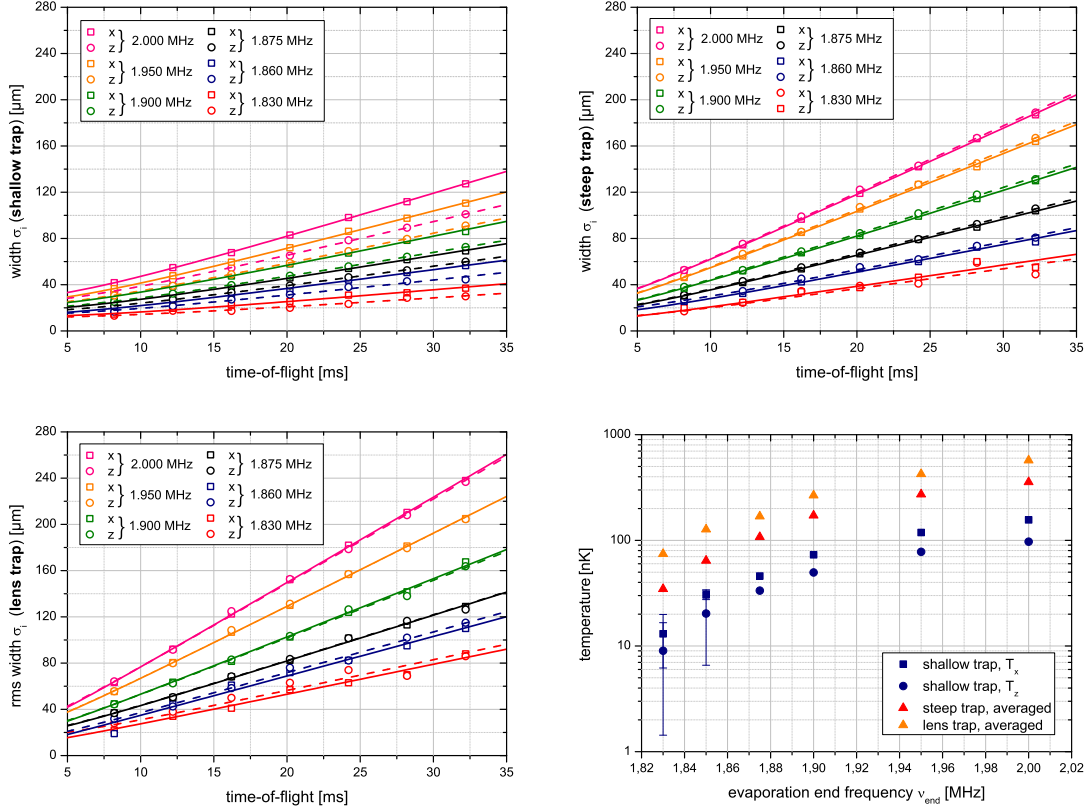 280
240
200
160
120
80
40
0
width σi (shallow trap) [µm]
x } 2.000 MHz
z
x } 1.950 MHz
z
x } 1.900 MHz
z
x } 1.875 MHz
z
x } 1.860 MHz
z
x } 1.830 MHz
z
5 10 15 20 25 30 35
time-of-flight [ms]
280
240
200
160
120
80
40
0
width σi (steep trap) [µm]
x } 2.000 MHz
z
x } 1.950 MHz
z
x } 1.900 MHz
z
x } 1.875 MHz
z
x } 1.860 MHz
z
x } 1.830 MHz
z
5 10 15 20 25 30 35
time-of-flight [ms]
280
240
200
160
120
80
40
0
rms width σi (lens trap) [µm]
x } 2.000 MHz
z
x } 1.950 MHz
z
x } 1.900 MHz
z
x } 1.875 MHz
z
x } 1.860 MHz
z
x } 1.830 MHz
z
5 10 15 20 25 30 35
time-of-flight [ms]
1000
100
10
1
temperature [nK]
shallow trap, Tx
shallow trap, Tz
steep trap, averaged
lens trap, averaged
1,82 1,84 1,86 1,88 1,90 1,92 1,94 1,96 1,98 2,00 2,02
evaporation end frequency νend [MHz]